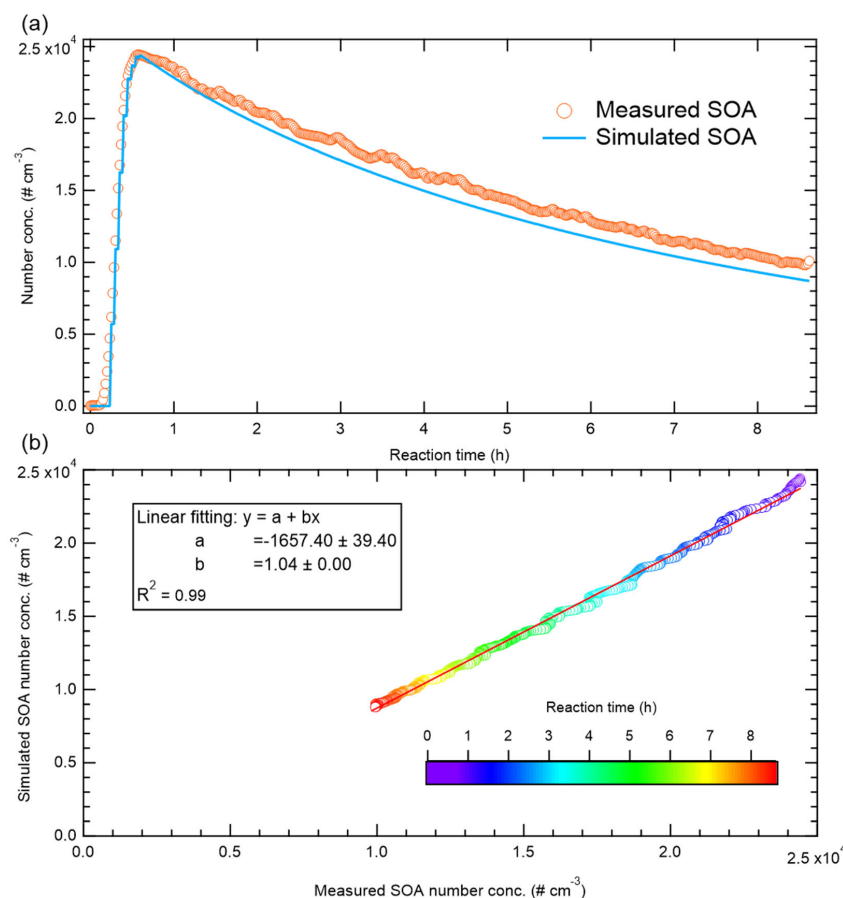 (a)
2.5 x10⁴
2.0
1.5
1.0
0.5
0.0
Number conc. (# cm⁻³)
Measured SOA
Simulated SOA
0 1 2 3 4 5 6 7 8
Reaction time (h)
(b)
2.5 x10⁴
2.0
1.5
1.0
0.5
0.0
Simulated SOA number conc. (# cm⁻³)
Linear fitting: y = a + bx
a =-1657.40 ± 39.40
b =1.04 ± 0.00
R² = 0.99
Reaction time (h)
0 1 2 3 4 5 6 7 8
0.0 0.5 1.0 1.5 2.0 2.5 x10⁴
Measured SOA number conc. (# cm⁻³)